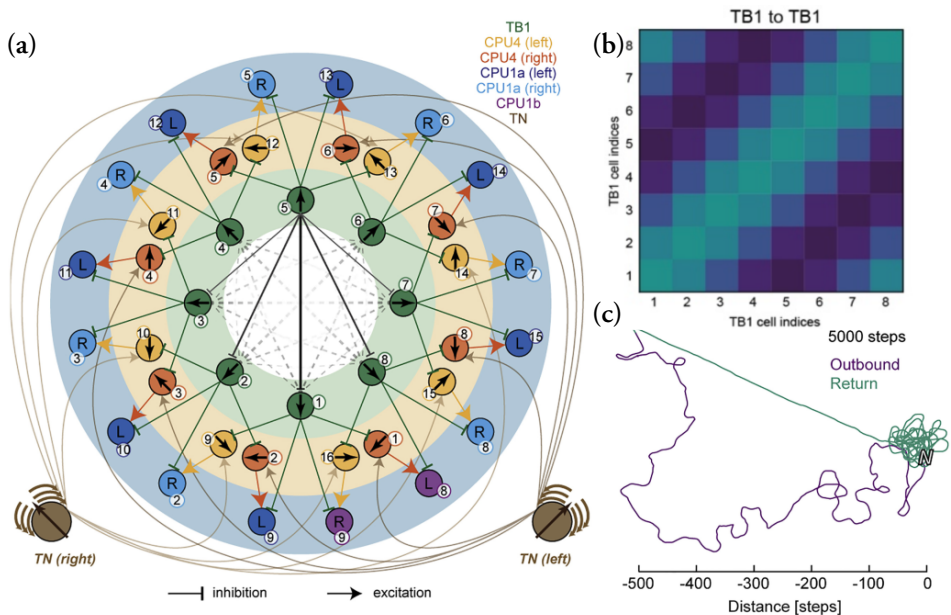 (a)
TB1
CPU4 (left)
CPU4 (right)
CPU1a (left)
CPU1a (right)
CPU1b
TN
5 R
13 L
12 L
R 6
5
12
6
13
4 R
L 14
11
4
5
6
7
14
11 L
R 7
3
7
3 R
10
3
2
8
8
15
L 15
1
L 10
9
2
16
1
R 8
R 2
L 8
L 9
R 9
TN (right)
TN (left)
inhibition
excitation
(b)
TB1 to TB1
TB1 cell indices
8
7
6
5
4
3
2
1
1 2 3 4 5 6 7 8
TB1 cell indices
(c)
5000 steps
Outbound
Return
N
-500 -400 -300 -200 -100 0
Distance [steps]